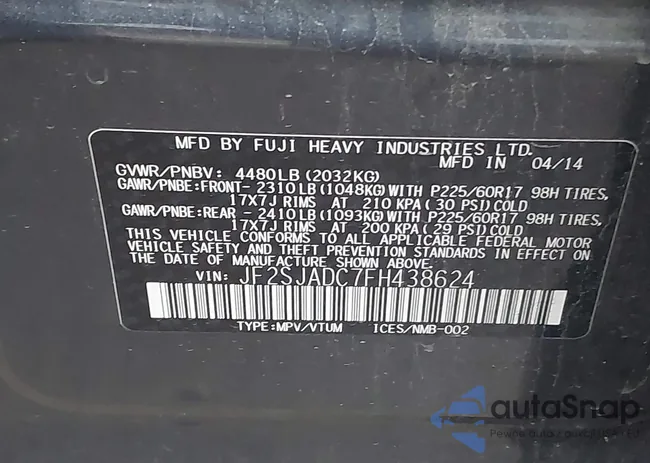 MFD BY FUJI HEAVY INDUSTRIES LTD.
MFD IN 04/14
GVWR/PNBV: 4480LB (2032KG)
GAWR/PNBE:FRONT- 2310LB (1048KG) WITH P225/60R17 98H TIRES,
17X7J RIMS AT 210 KPA (30 PSI) COLD
GAWR/PNBE:REAR - 2410LB (1093KG) WITH P225/60R17 98H TIRES,
17X7J RIMS AT 200 KPA (29 PSI) COLD
THIS VEHICLE CONFORMS TO ALL APPLICABLE FEDERAL MOTOR
VEHICLE SAFETY AND THEFT PREVENTION STANDARDS IN EFFECT ON
THE DATE OF MANUFACTURE SHOWN ABOVE.
VIN: JF2SJADC7FH438624
TYPE:MPV/VTUM ICES/NMB-002
autaSnap